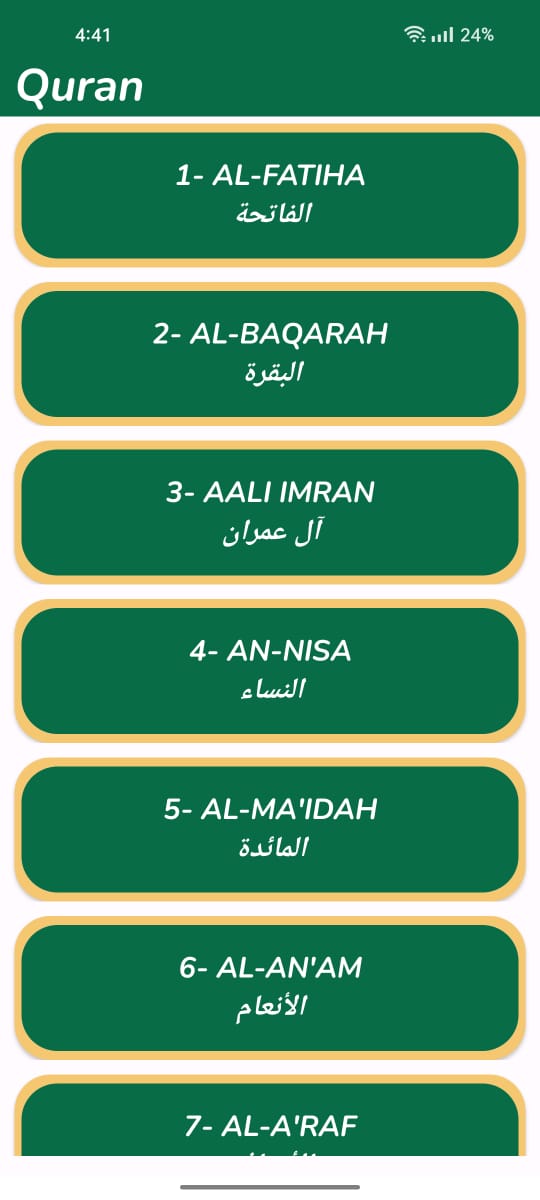 4:41 24%
Quran
1- AL-FATIHA
الفاتحة
2- AL-BAQARAH
البقرة
3- AALI IMRAN
آل عمران
4- AN-NISA
النساء
5- AL-MA'IDAH
المائدة
6- AL-AN'AM
الأنعام
7- AL-A'RAF